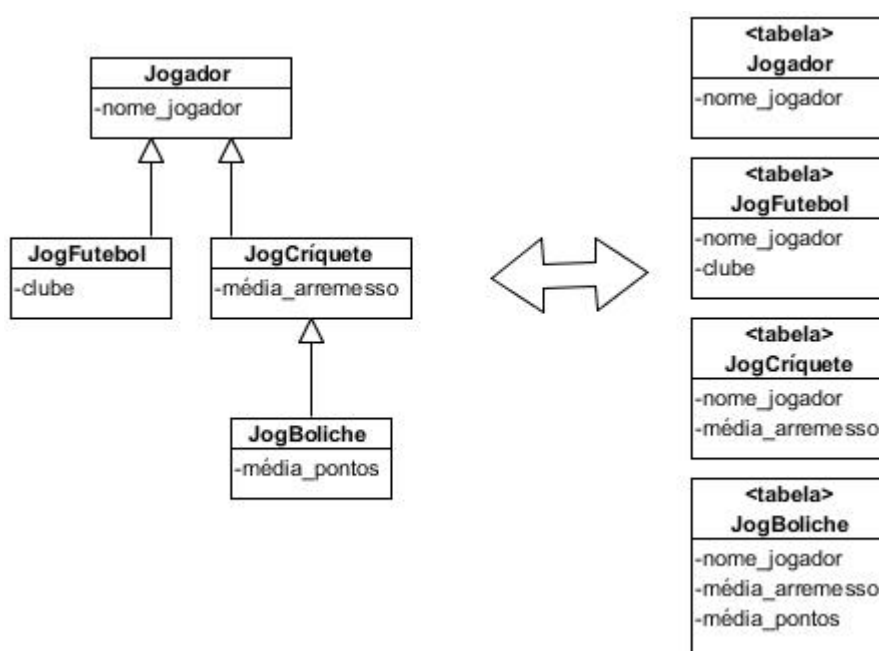 Jogador
-nome_jogador
JogFutebol
-clube
JogCríquete
-média_arremesso
JogBoliche
-média_pontos
<tabela>
Jogador
-nome_jogador
<tabela>
JogFutebol
-nome_jogador
-clube
<tabela>
JogCríquete
-nome_jogador
-média_arremesso
<tabela>
JogBoliche
-nome_jogador
-média_arremesso
-média_pontos